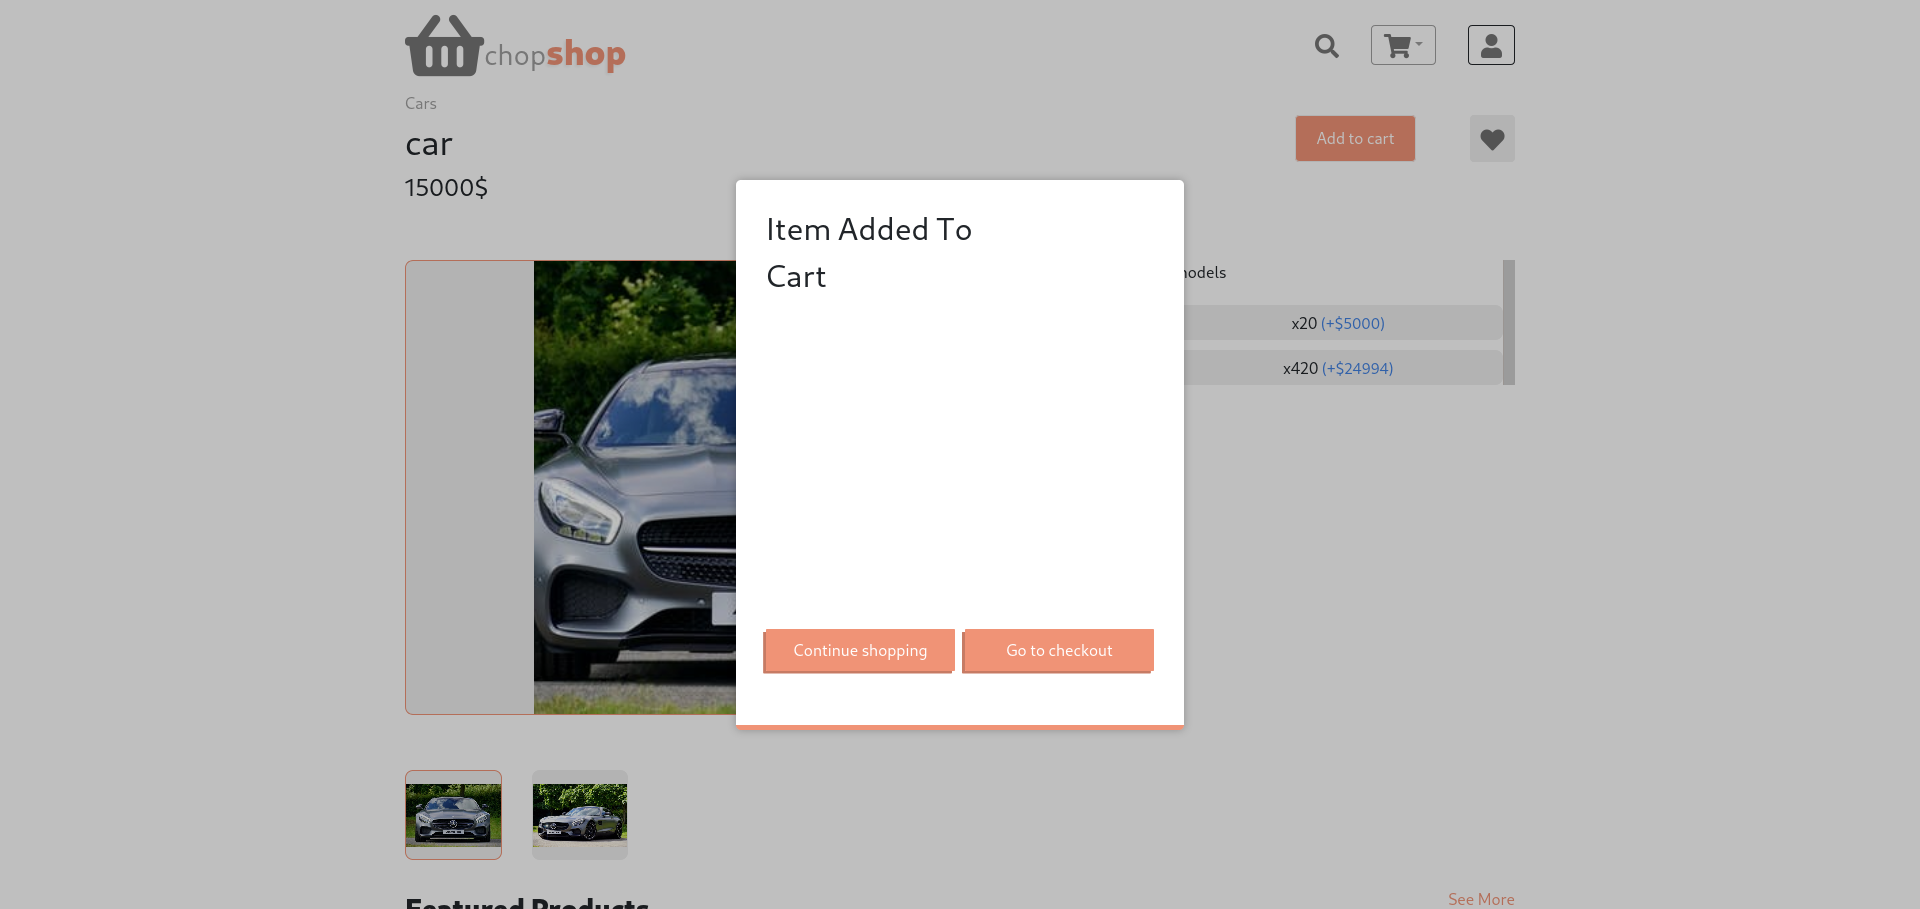 chopshop
Cars
car
Add to cart
15000$
Item Added To
Cart
models
x20 (+$5000)
x420 (+$24994)
Continue shopping
Go to checkout
Featured Products
See More